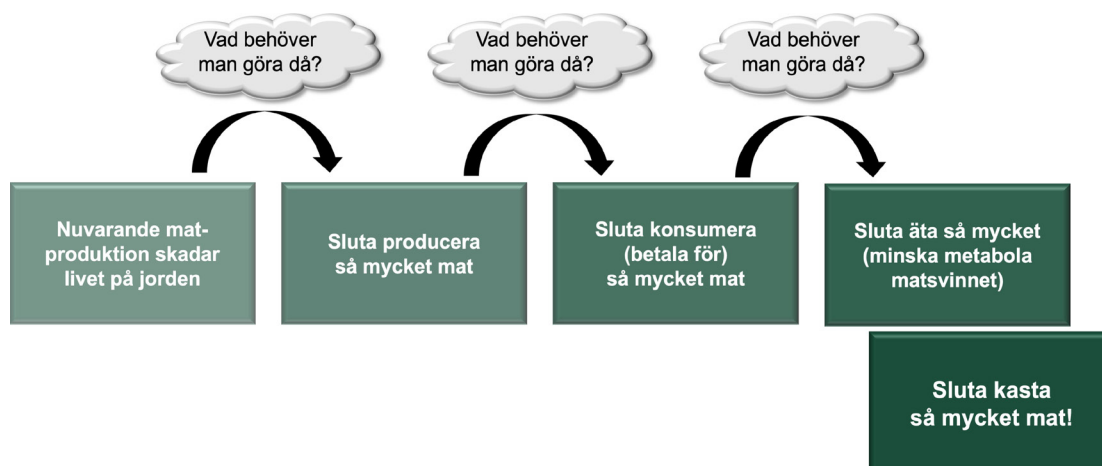 Vad behöver
man göra då?
Vad behöver
man göra då?
Vad behöver
man göra då?
Nuvarande mat-
produktion skadar
livet på jorden
Sluta producera
så mycket mat
Sluta konsumera
(betala för)
så mycket mat
Sluta äta så mycket
(minska metabola
matsvinnet)
Sluta kasta
så mycket mat!